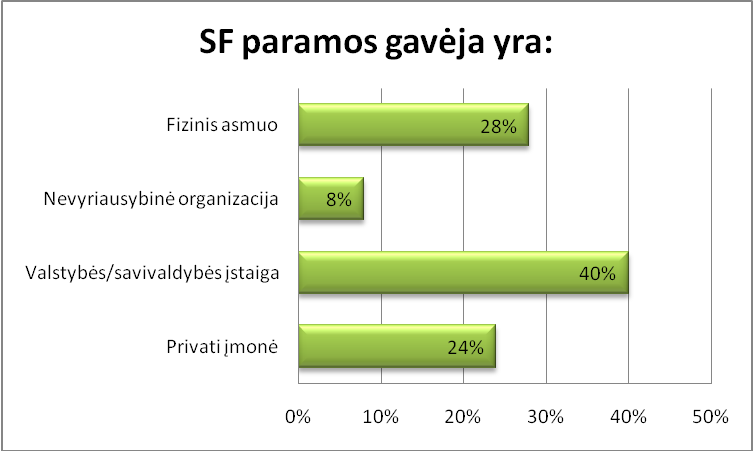 SF paramos gavėja yra:
Fizinis asmuo
28%
Nevyriausybinė organizacija
8%
Valstybės/savivaldybės įstaiga
40%
Privati įmonė
24%
0% 10% 20% 30% 40% 50%